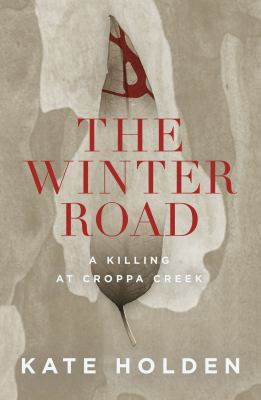 THE
WINTER
ROAD
A KILLING
AT CROPPA CREEK
KATE HOLDEN